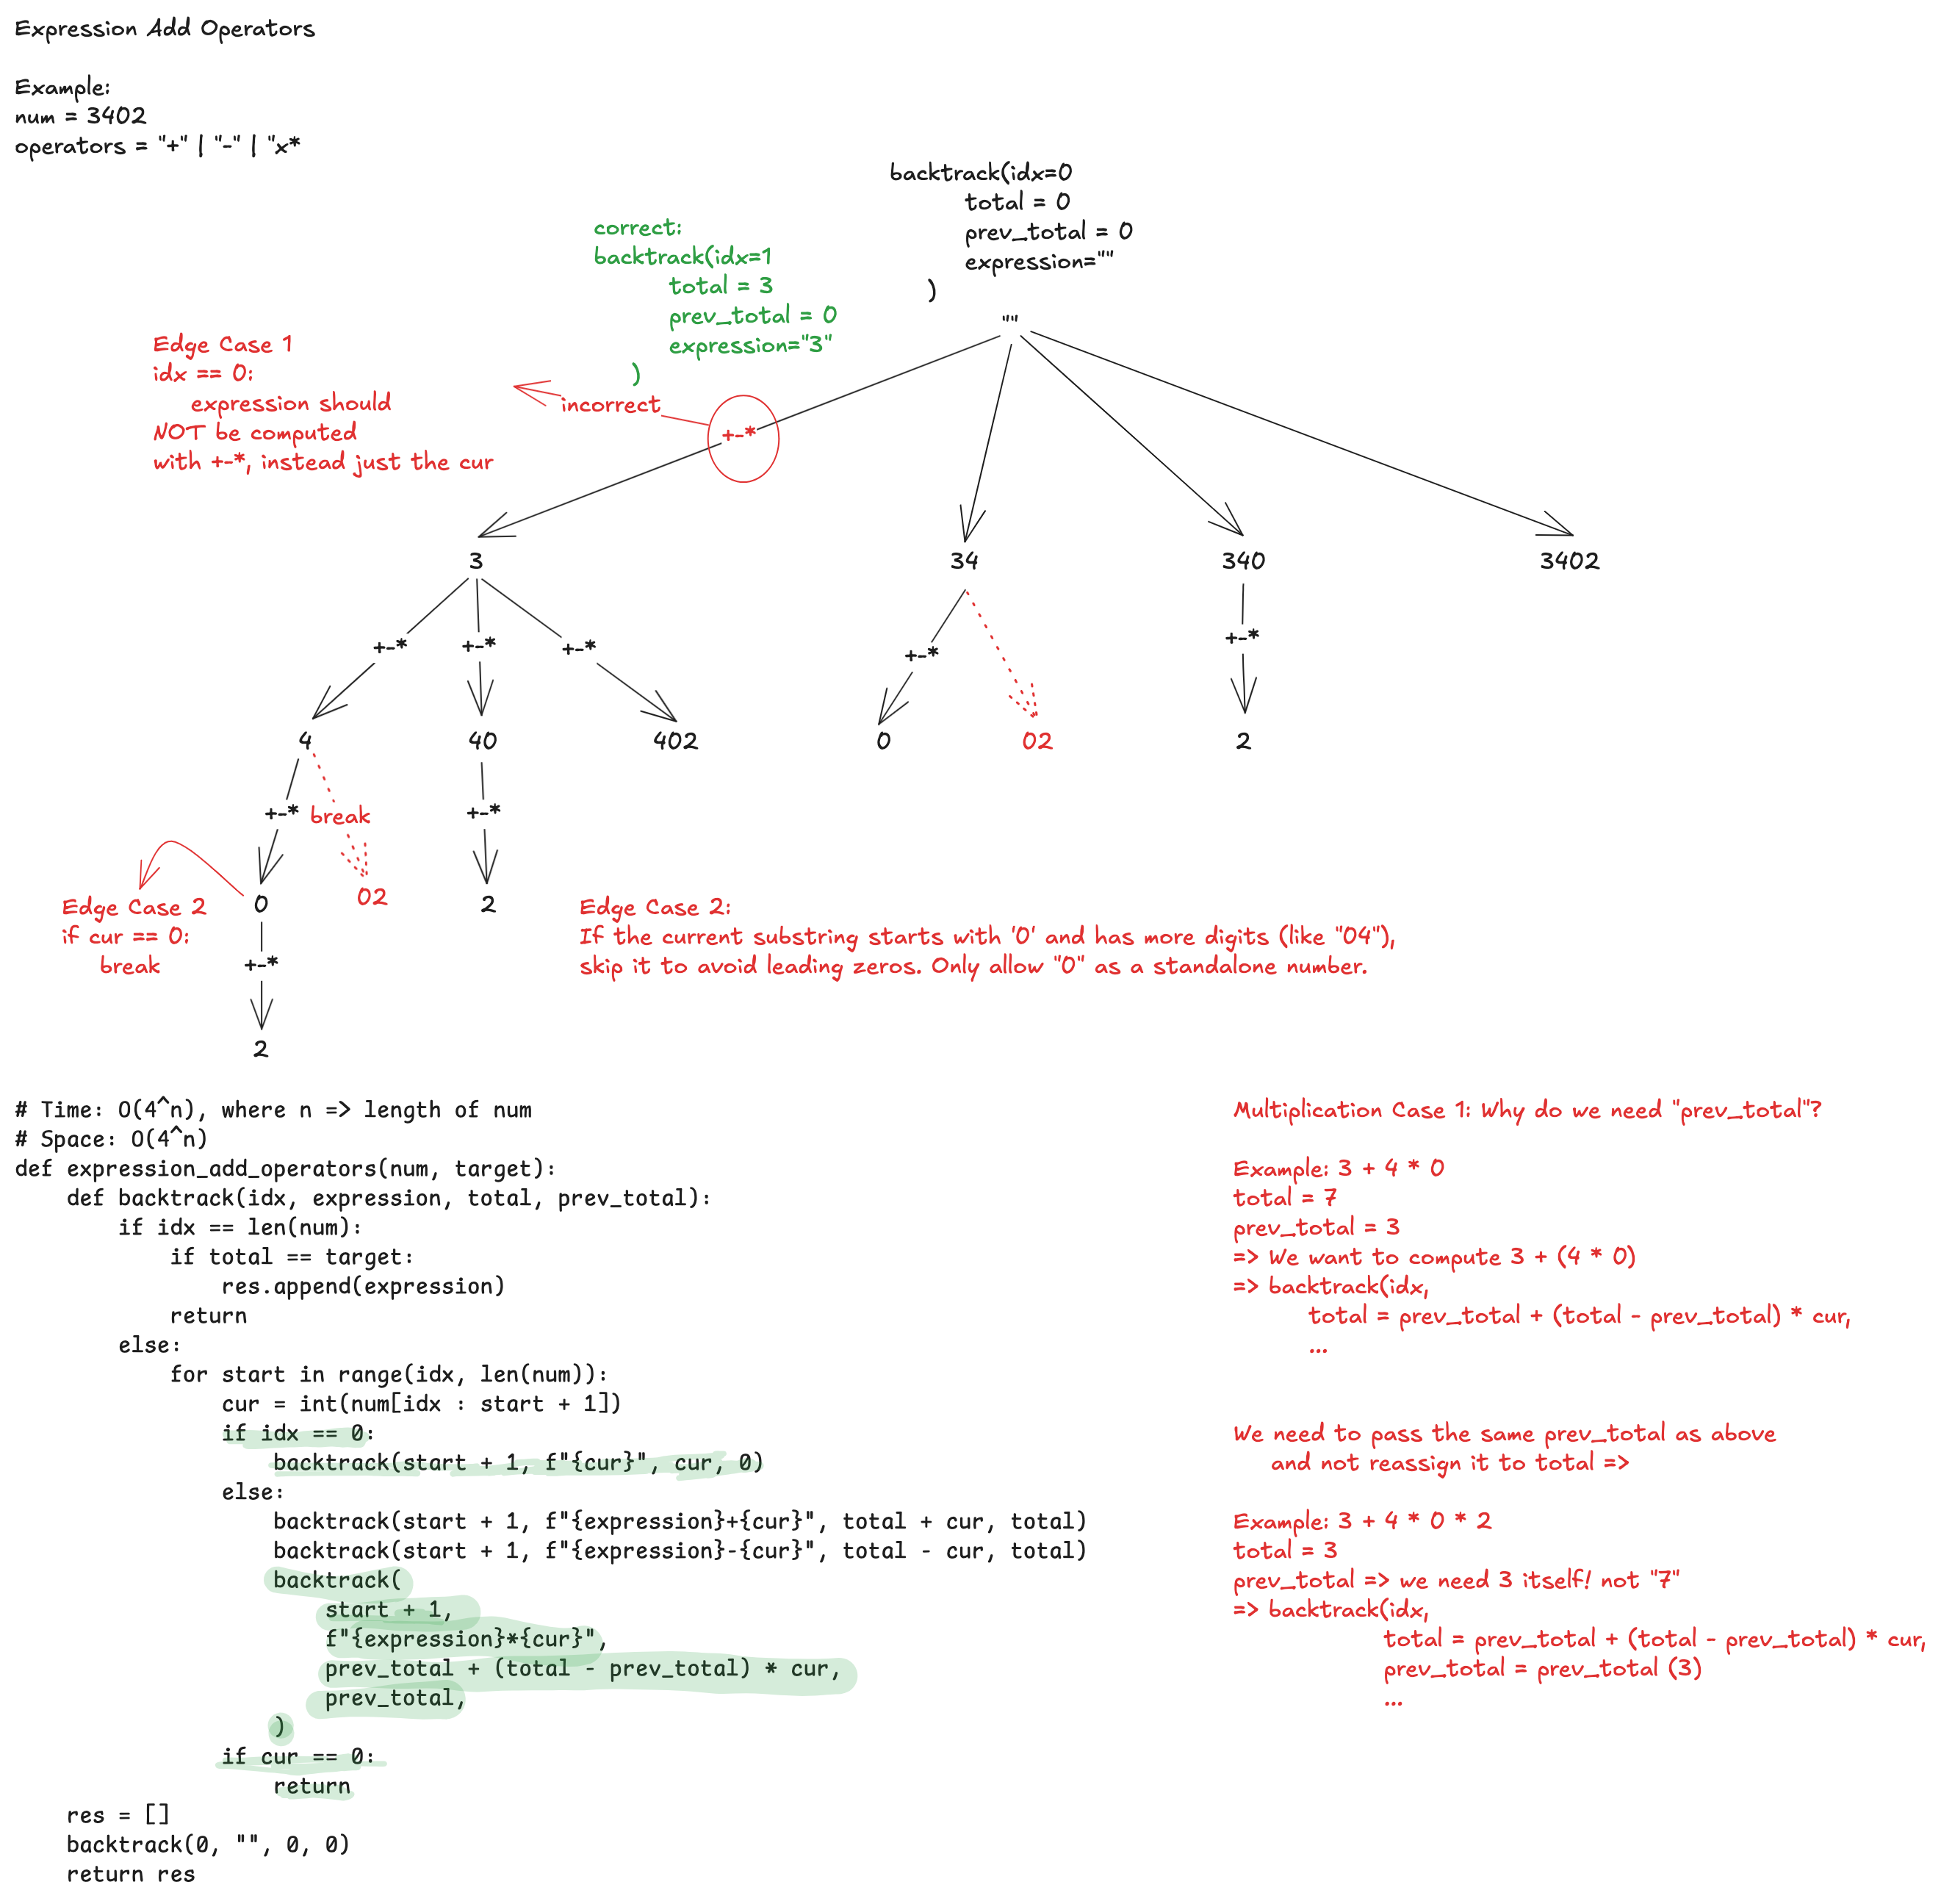 Expression Add Operators
Example:
num = 3402
operators = "+" | "-" | "x*
backtrack(idx=0
total = 0
prev_total = 0
expression=""
)
""
correct:
backtrack(idx=1
total = 3
prev_total = 0
expression="3"
)
Edge Case 1
idx == 0:
expression should
NOT be computed
with +-*, instead just the cur
incorrect
+-*
3
34
340
3402
+-*
+-*
+-*
+-*
+-*
4
40
402
0
02
2
+-*
break
+-*
Edge Case 2
if cur == 0:
break
0
02
2
+-*
2
Edge Case 2:
If the current substring starts with '0' and has more digits (like "04"),
skip it to avoid leading zeros. Only allow "0" as a standalone number.
# Time: O(4^n), where n => length of num
# Space: O(4^n)
def expression_add_operators(num, target):
    def backtrack(idx, expression, total, prev_total):
        if idx == len(num):
            if total == target:
                res.append(expression)
            return
        else:
            for start in range(idx, len(num)):
                cur = int(num[idx : start + 1])
                if idx == 0:
                    backtrack(start + 1, f"{cur}", cur, 0)
                else:
                    backtrack(start + 1, f"{expression}+{cur}", total + cur, total)
                    backtrack(start + 1, f"{expression}-{cur}", total - cur, total)
                    backtrack(
                        start + 1,
                        f"{expression}*{cur}",
                        prev_total + (total - prev_total) * cur,
                        prev_total,
                    )
                if cur == 0:
                    return
    res = []
    backtrack(0, "", 0, 0)
    return res
Multiplication Case 1: Why do we need "prev_total"?
Example: 3 + 4 * 0
total = 7
prev_total = 3
=> We want to compute 3 + (4 * 0)
=> backtrack(idx,
total = prev_total + (total - prev_total) * cur,
...
We need to pass the same prev_total as above
and not reassign it to total =>
Example: 3 + 4 * 0 * 2
total = 3
prev_total => we need 3 itself! not "7"
=> backtrack(idx,
total = prev_total + (total - prev_total) * cur,
prev_total = prev_total (3)
...